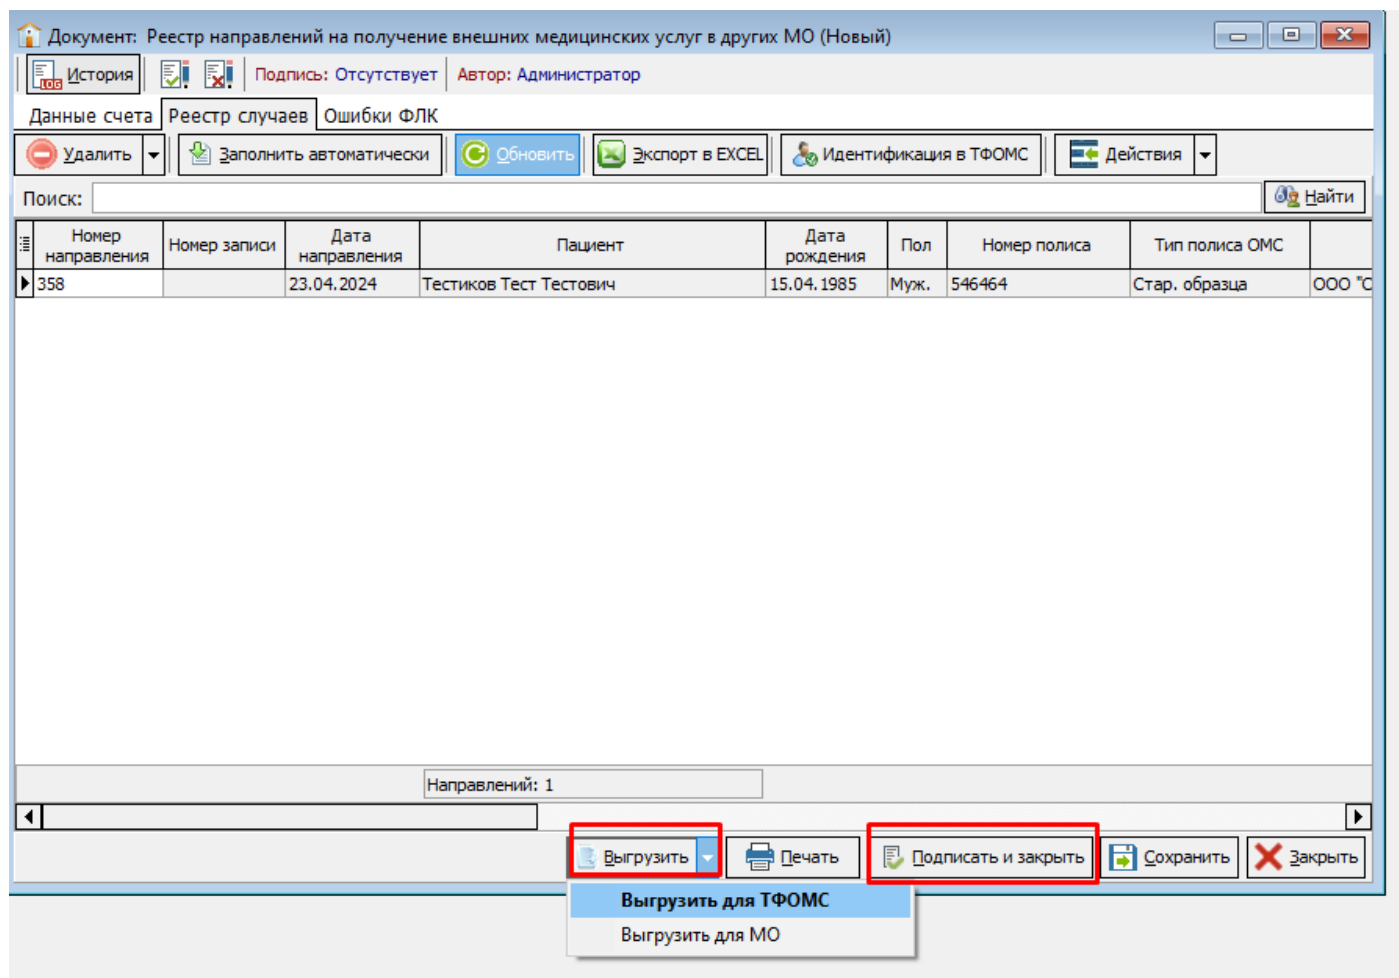 Документ: Реестр направлений на получение внешних медицинских услуг в других МО (Новый)
LOG История Подпись: Отсутствует Автор: Администратор
Данные счета Реестр случаев Ошибки ФЛК
Удалить Заполнить автоматически Обновить Экспорт в EXCEL Идентификация в ТФОМС Действия
Поиск: Найти
Номер направления Номер записи Дата направления Пациент Дата рождения Пол Номер полиса Тип полиса ОМС
358 23.04.2024 Тестиков Тест Тестович 15.04.1985 Муж. 546464 Стар. образца ООО "С
Направлений: 1
Выгрузить Печать Подписать и закрыть Сохранить Закрыть
Выгрузить для ТФОМС
Выгрузить для МО